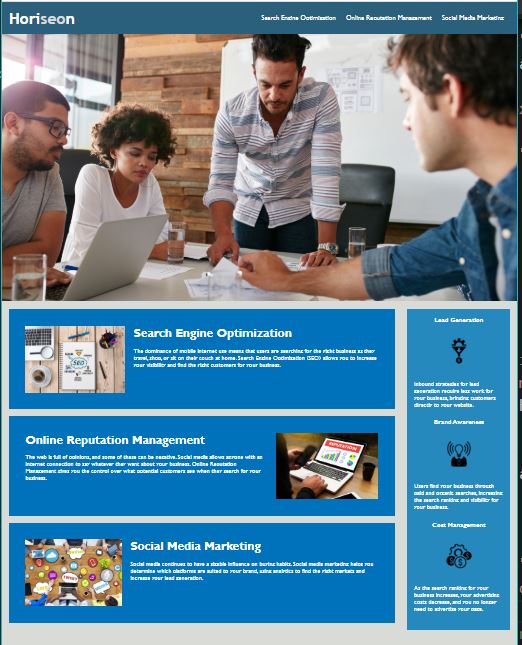 Horiseon
Search Engine Optimization Online Reputation Management Social Media Marketing
Search Engine Optimization
The dominance of mobile internet use means that users are searching for the right business as they
travel, shop, or sit on their couch at home. Search Engine Optimization (SEO) allows you to increase
your visibility and find the right customers for your business.
SEO
Online Reputation Management
The web is full of opinions, and some of these can be negative. Social media allows anyone with an
internet connection to say whatever they want about your business. Online Reputation
Management gives you the control over what potential customers see when they search for your
business.
REPUTATION
Social Media Marketing
Social media continues to have a sizable influence on buying habits. Social media marketing helps you
determine which platforms are suited to your brand, using analytics to find the right markets and
increase your lead generation.
Lead Generation
Inbound strategies for lead
generation require less work for
your business, bringing customers
directly to your website.
Brand Awareness
Users find your business through
paid and organic searches, increasing
the search ranking and visibility for
your business.
Cost Management
As the search ranking for your
business increases, your advertising
costs decrease, and you no longer
need to advertise your page.